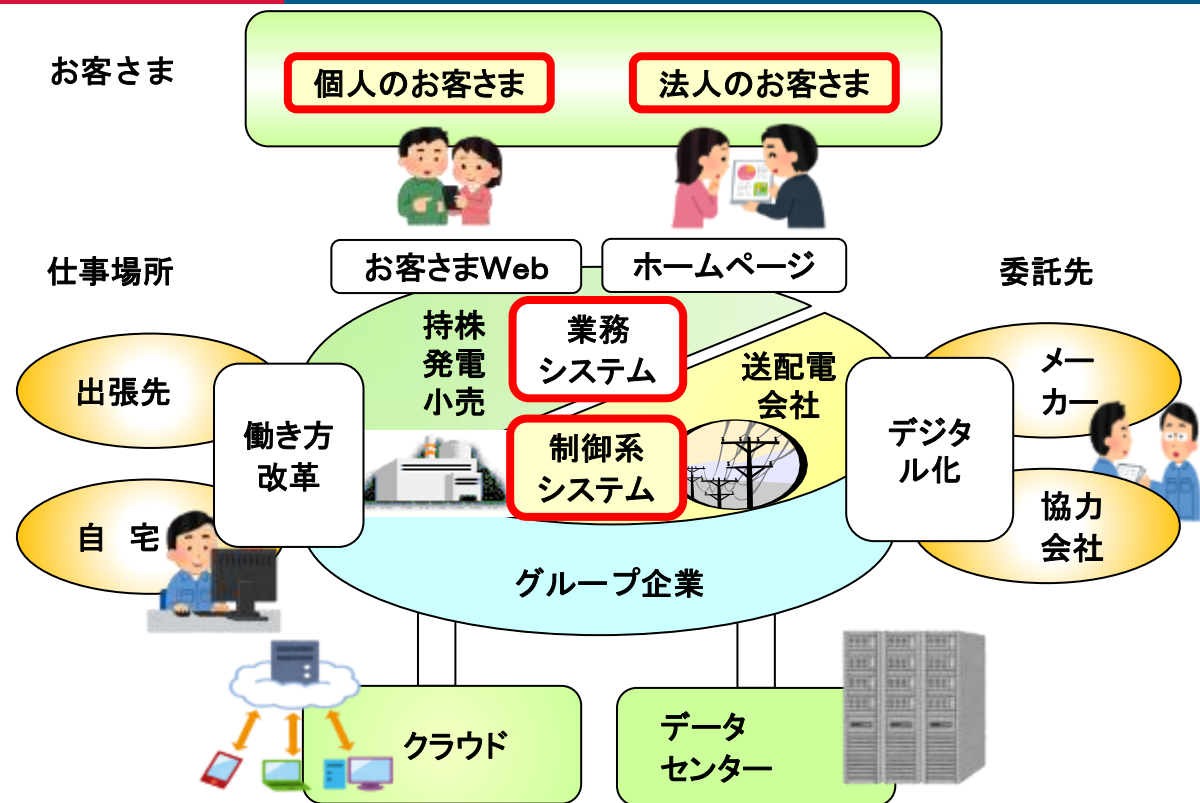 お客さま
個人のお客さま
法人のお客さま
仕事場所
お客さまWeb
ホームページ
委託先
持株
発電
小売
業務
システム
送配電
会社
出張先
働き方
改革
制御系
システム
デジタ
ル化
メー
カー
自 宅
協力
会社
グループ企業
クラウド
データ
センター